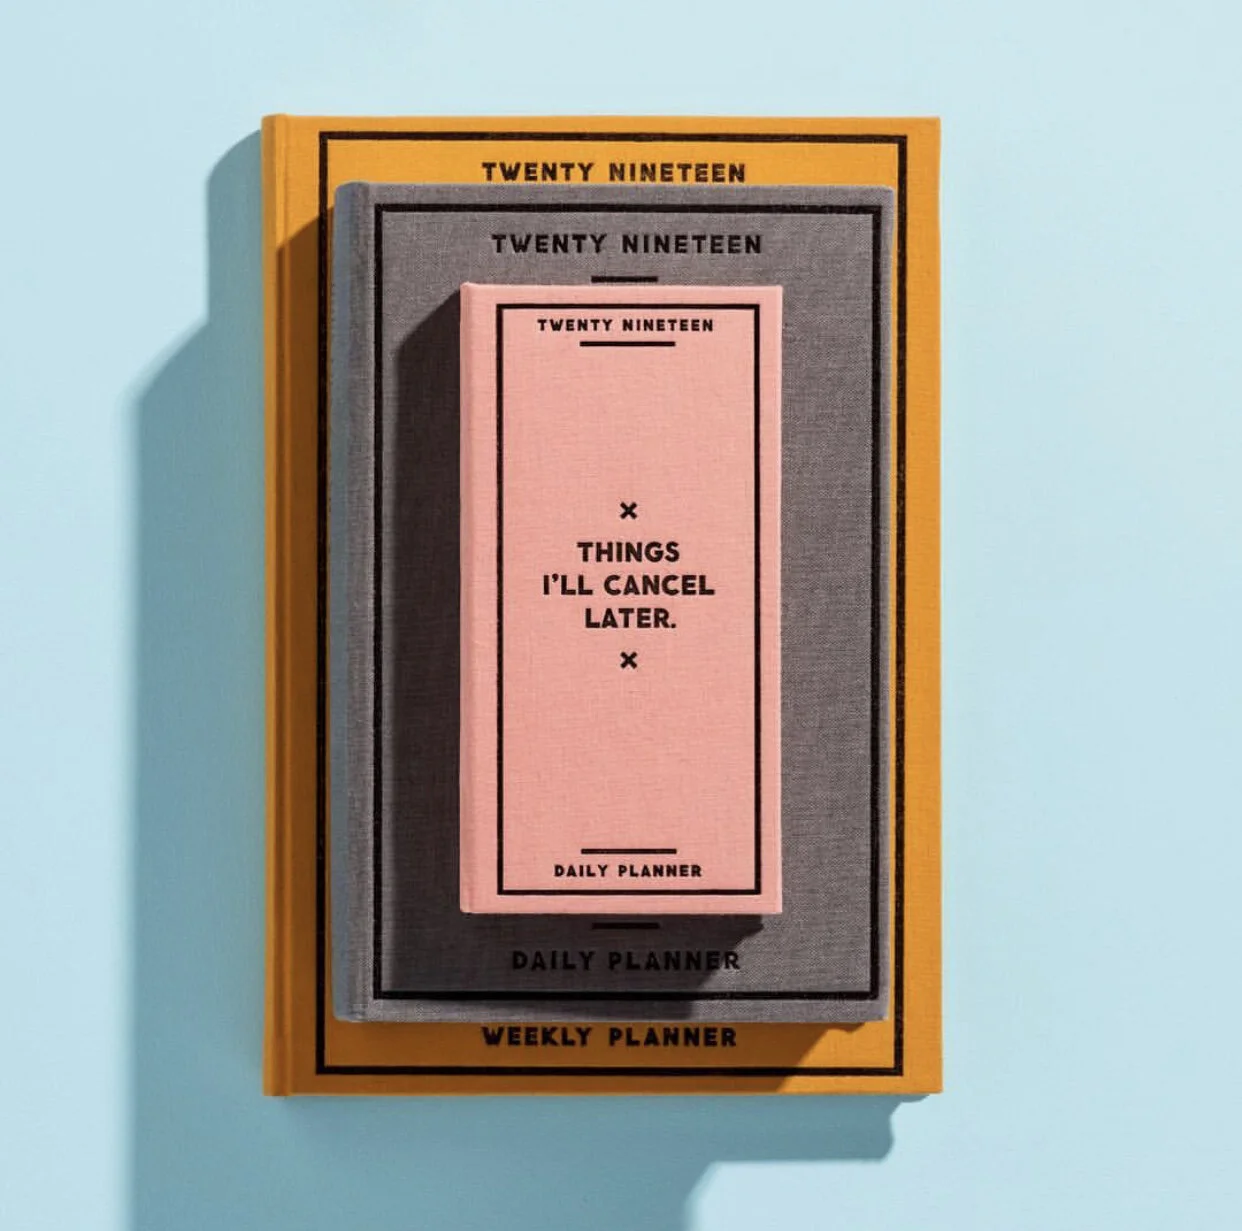 TWENTY NINETEEN
TWENTY NINETEEN
TWENTY NINETEEN
×
THINGS
I'LL CANCEL
LATER.
×
DAILY PLANNER
DAILY PLANNER
WEEKLY PLANNER